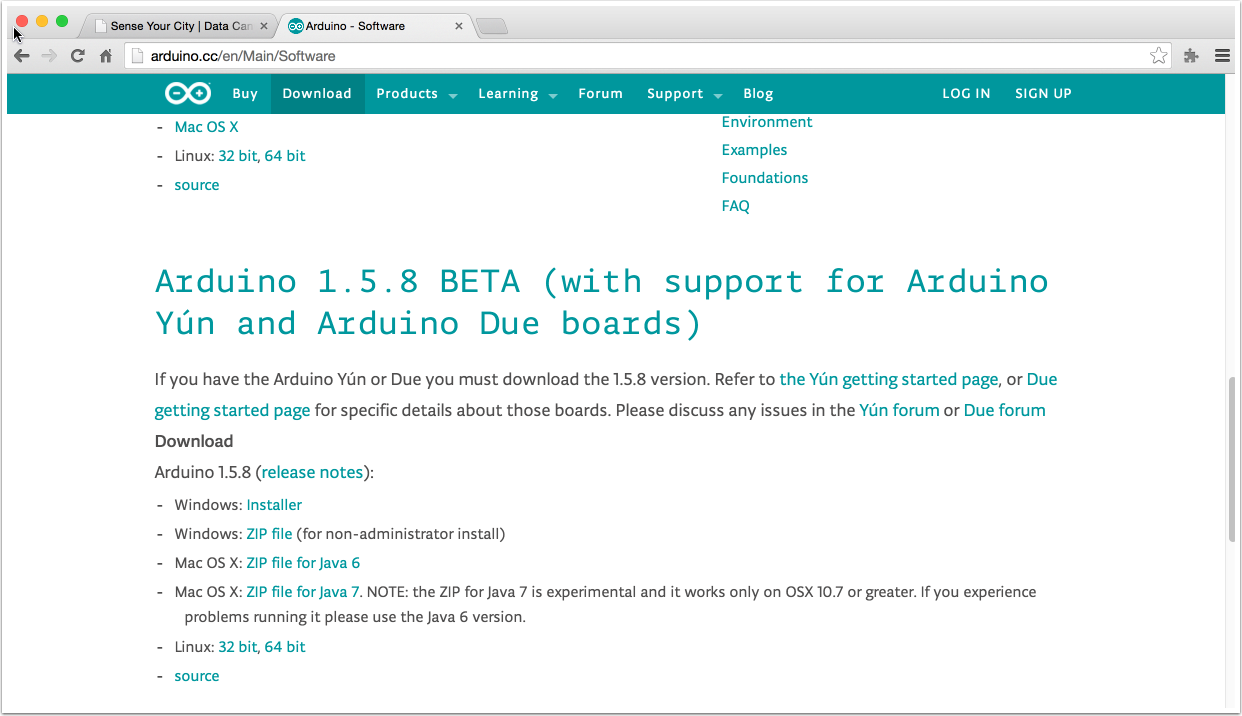 Sense Your City | Data Can
Arduino - Software
arduino.cc/en/Main/Software
Buy Download Products Learning Forum Support Blog LOG IN SIGN UP
- Mac OS X
- Linux: 32 bit, 64 bit
- source
Environment
Examples
Foundations
FAQ
Arduino 1.5.8 BETA (with support for Arduino
Yún and Arduino Due boards)
If you have the Arduino Yún or Due you must download the 1.5.8 version. Refer to the Yún getting started page, or Due
getting started page for specific details about those boards. Please discuss any issues in the Yún forum or Due forum
Download
Arduino 1.5.8 (release notes):
- Windows: Installer
- Windows: ZIP file (for non-administrator install)
- Mac OS X: ZIP file for Java 6
- Mac OS X: ZIP file for Java 7. NOTE: the ZIP for Java 7 is experimental and it works only on OSX 10.7 or greater. If you experience
problems running it please use the Java 6 version.
- Linux: 32 bit, 64 bit
- source